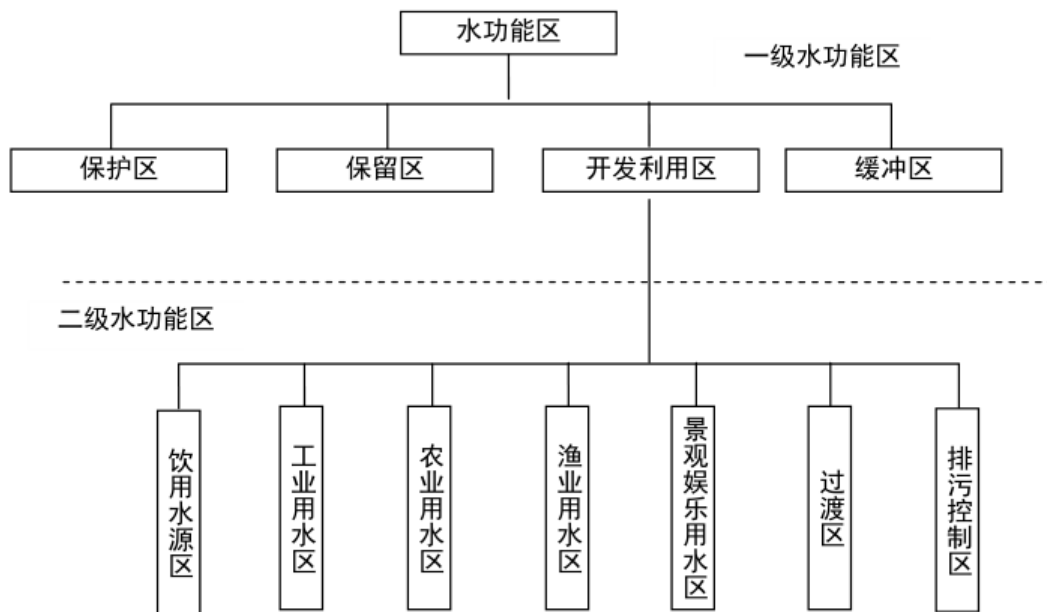 水功能区
一级水功能区
保护区
保留区
开发利用区
缓冲区
二级水功能区
饮用水源区
工业用水区
农业用水区
渔业用水区
景观娱乐用水区
过渡区
排污控制区